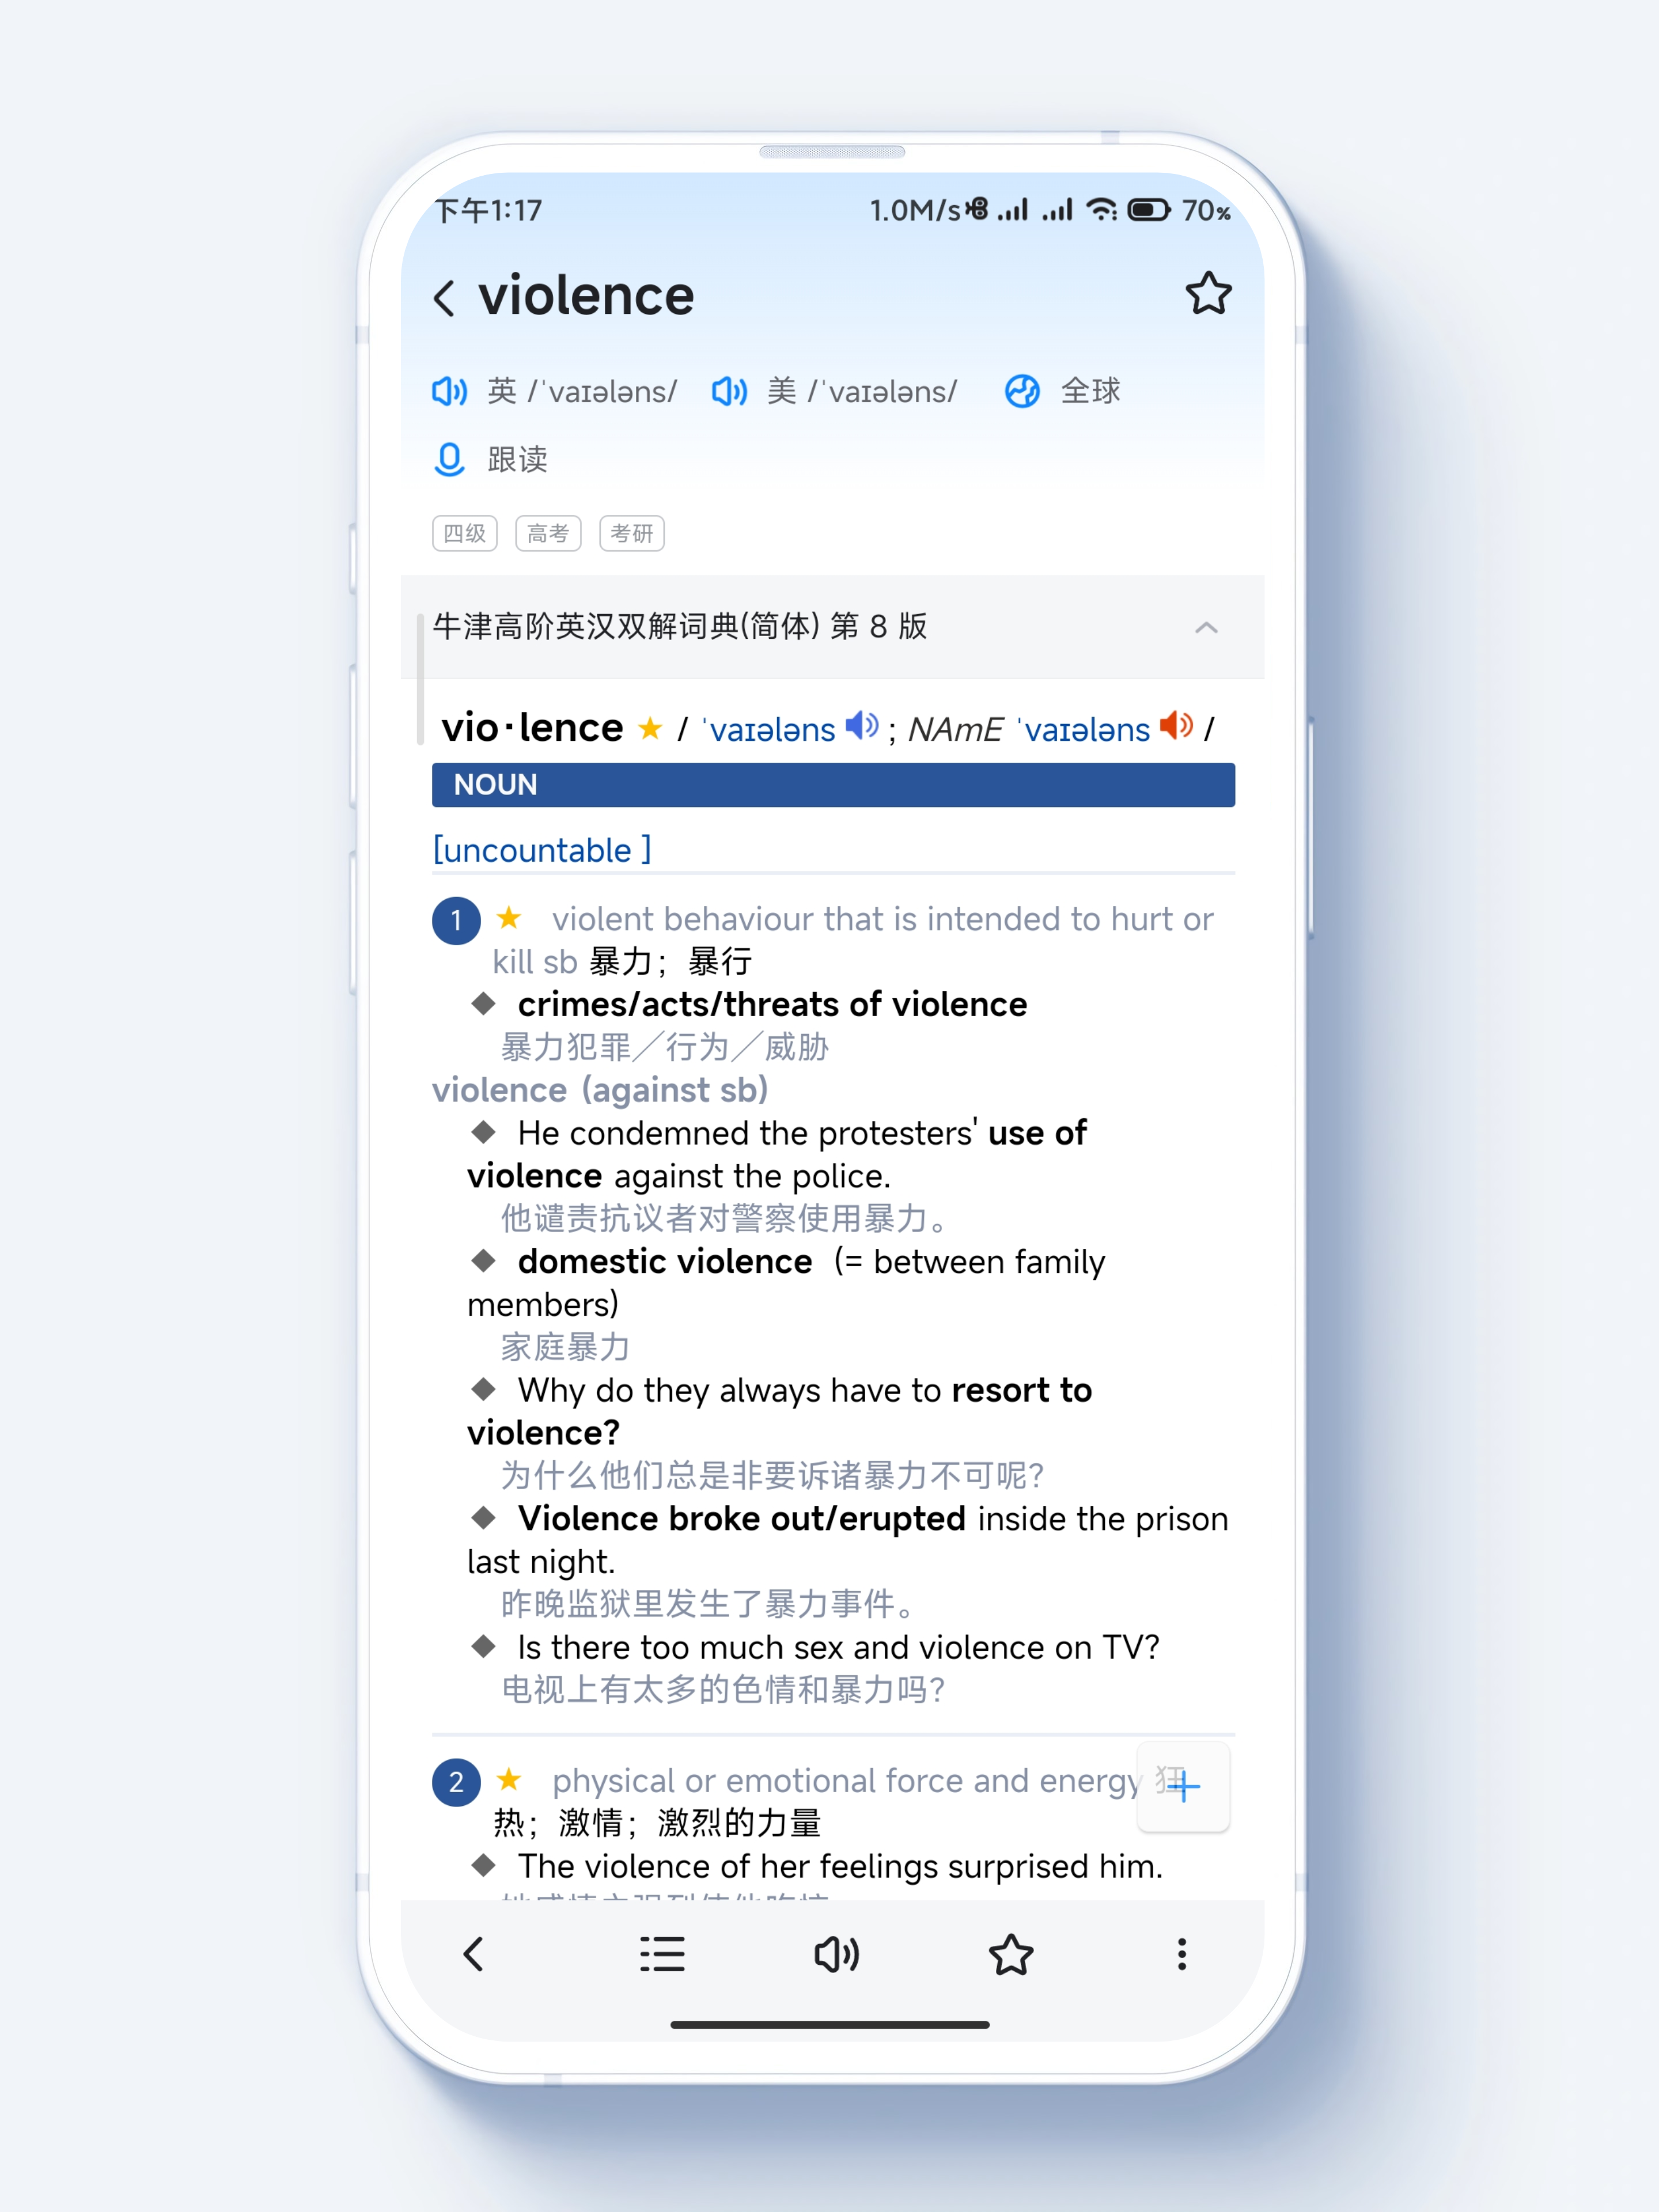 下午1:17 1.0M/s 70%
violence
英 /ˈvaɪələns/ 美 /ˈvaɪələns/ 全球
跟读
四级 高考 考研
牛津高阶英汉双解词典(简体) 第 8 版
vio·lence ★ / ˈvaɪələns ; NAmE ˈvaɪələns /
NOUN
[uncountable ]
1 ★ violent behaviour that is intended to hurt or
kill sb 暴力；暴行
◆ crimes/acts/threats of violence
暴力犯罪╱行为╱威胁
violence (against sb)
◆ He condemned the protesters' use of
violence against the police.
他谴责抗议者对警察使用暴力。
◆ domestic violence (= between family
members)
家庭暴力
◆ Why do they always have to resort to
violence?
为什么他们总是非要诉诸暴力不可呢？
◆ Violence broke out/erupted inside the prison
last night.
昨晚监狱里发生了暴力事件。
◆ Is there too much sex and violence on TV?
电视上有太多的色情和暴力吗？
2 ★ physical or emotional force and energy 狂
热；激情；激烈的力量
◆ The violence of her feelings surprised him.